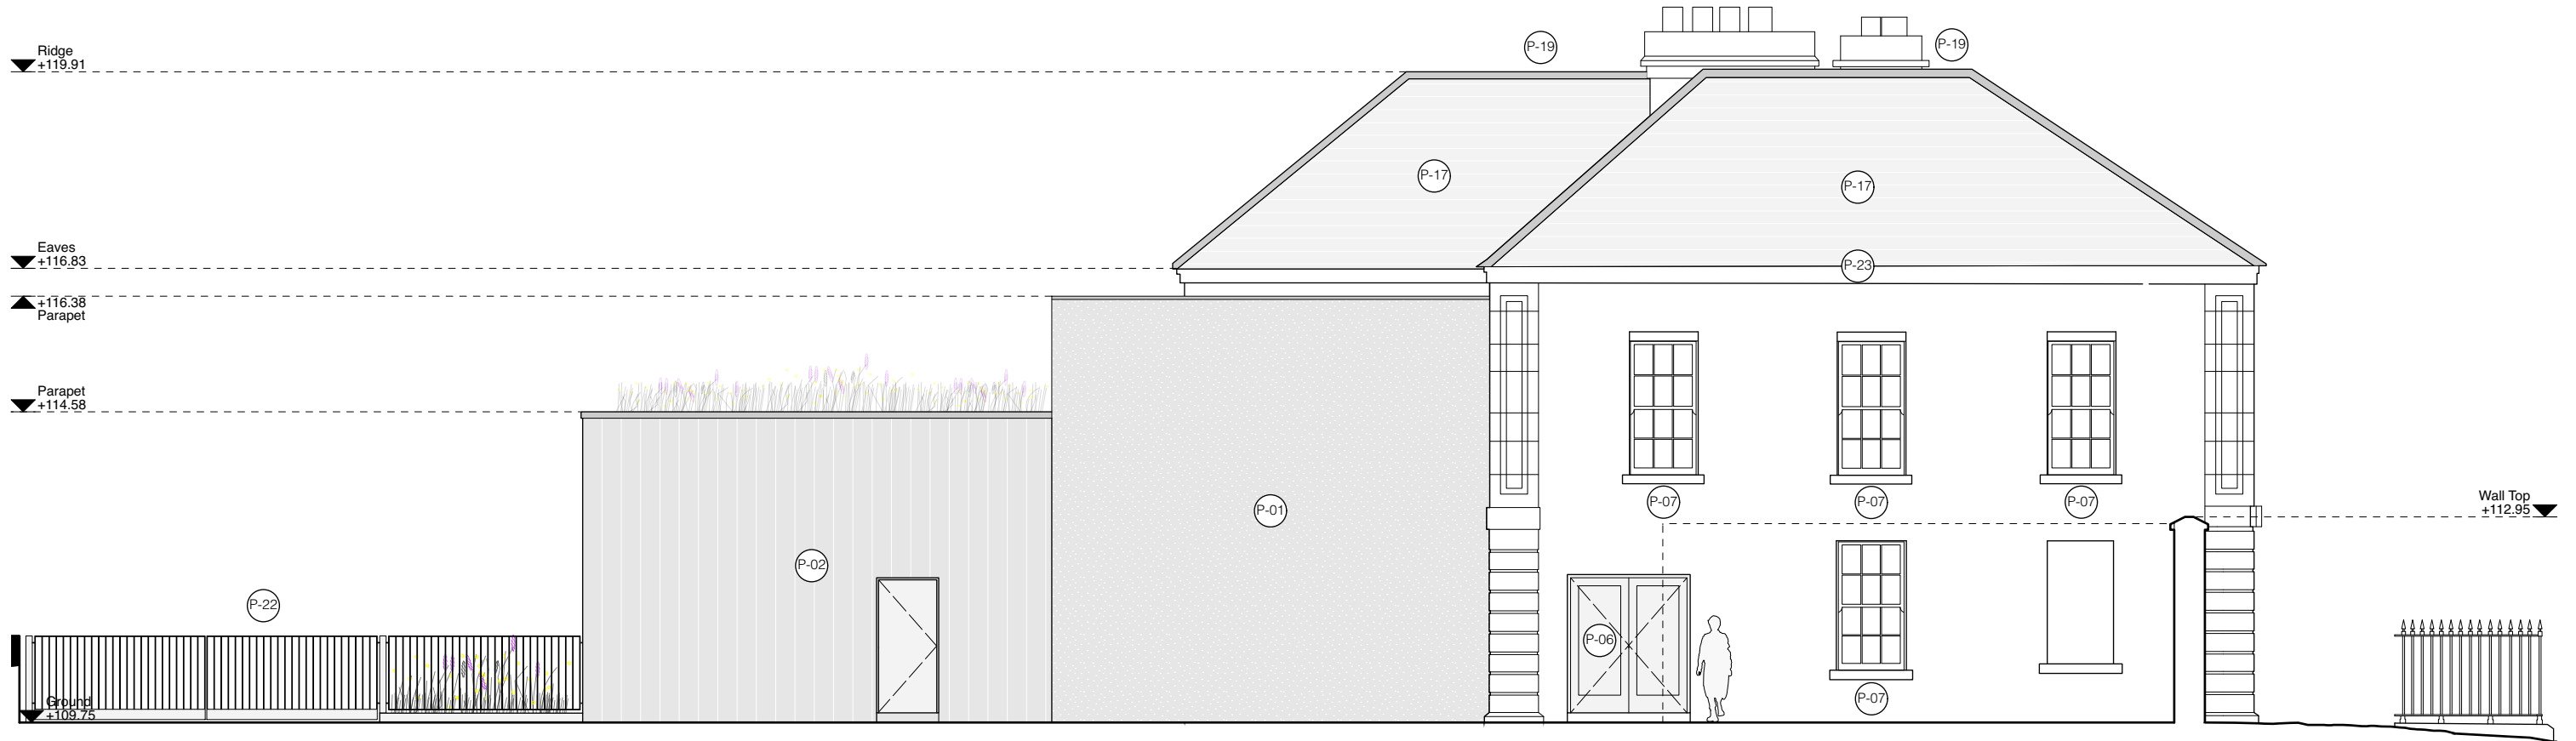 Ridge
+119.91
P-19
P-19
P-17
P-17
Eaves
+116.83
P-23
+116.38
Parapet
Parapet
+114.58
P-07
P-07
P-07
Wall Top
+112.95
P-01
P-02
P-22
P-06
P-07
Ground
+109.75